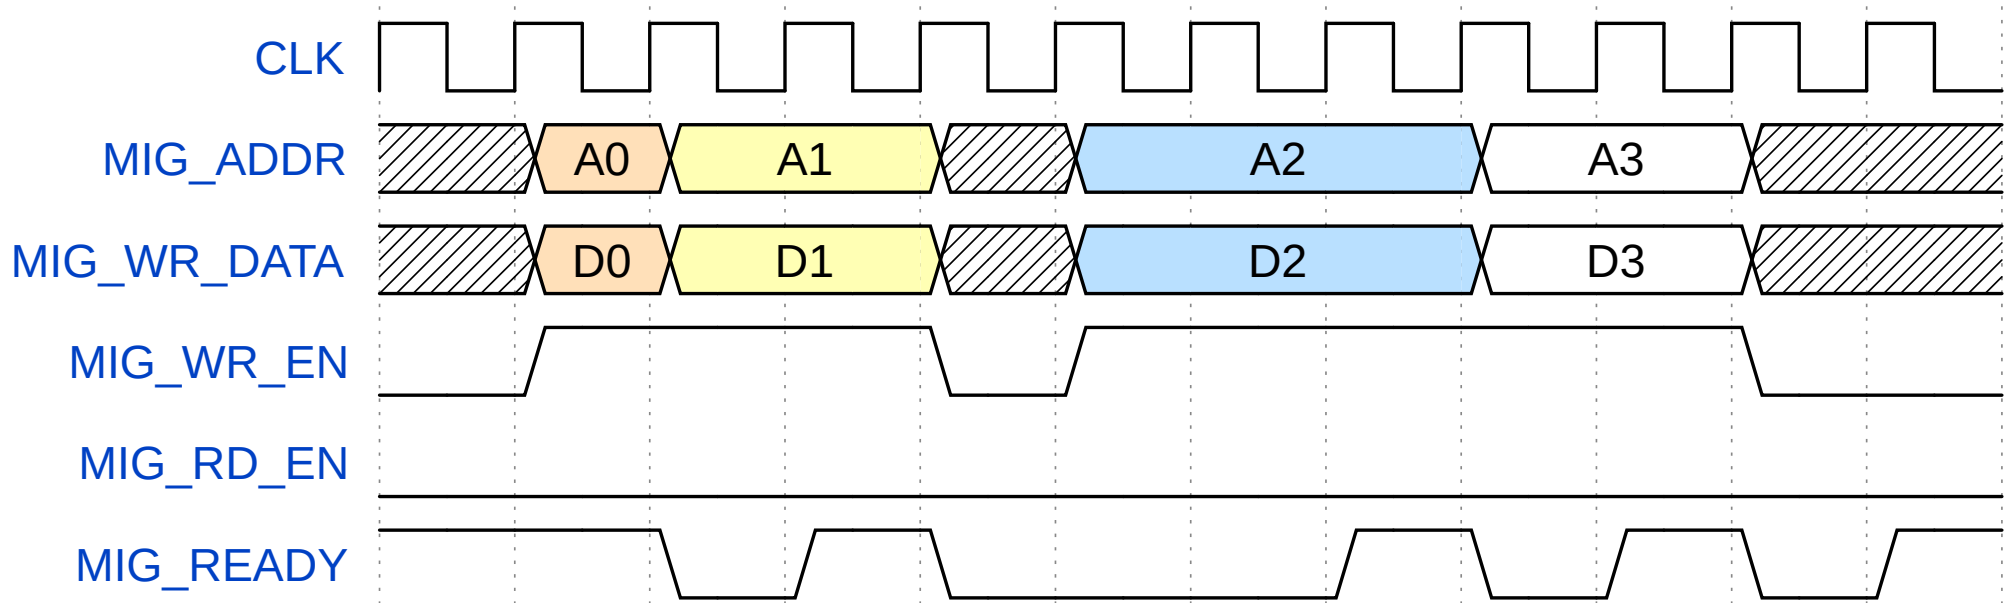 CLK
MIG_ADDR A0 A1 A2 A3
MIG_WR_DATA D0 D1 D2 D3
MIG_WR_EN
MIG_RD_EN
MIG_READY